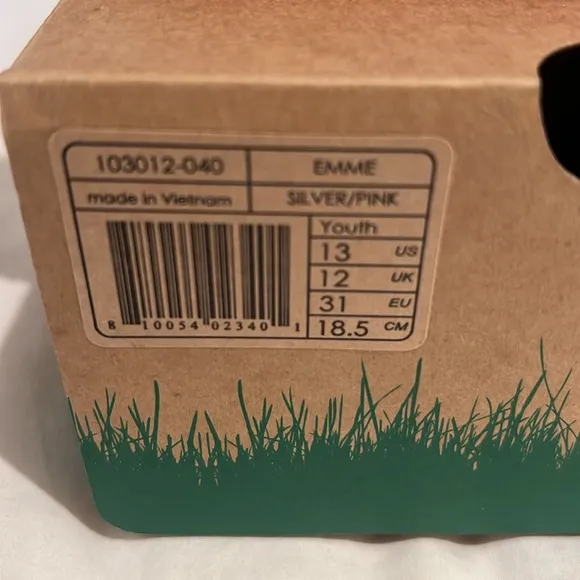 103012-040 EMME
made in Vietnam SILVER/PINK
Youth
13 US
12 UK
31 EU
18.5 CM
8 10054 02340 1